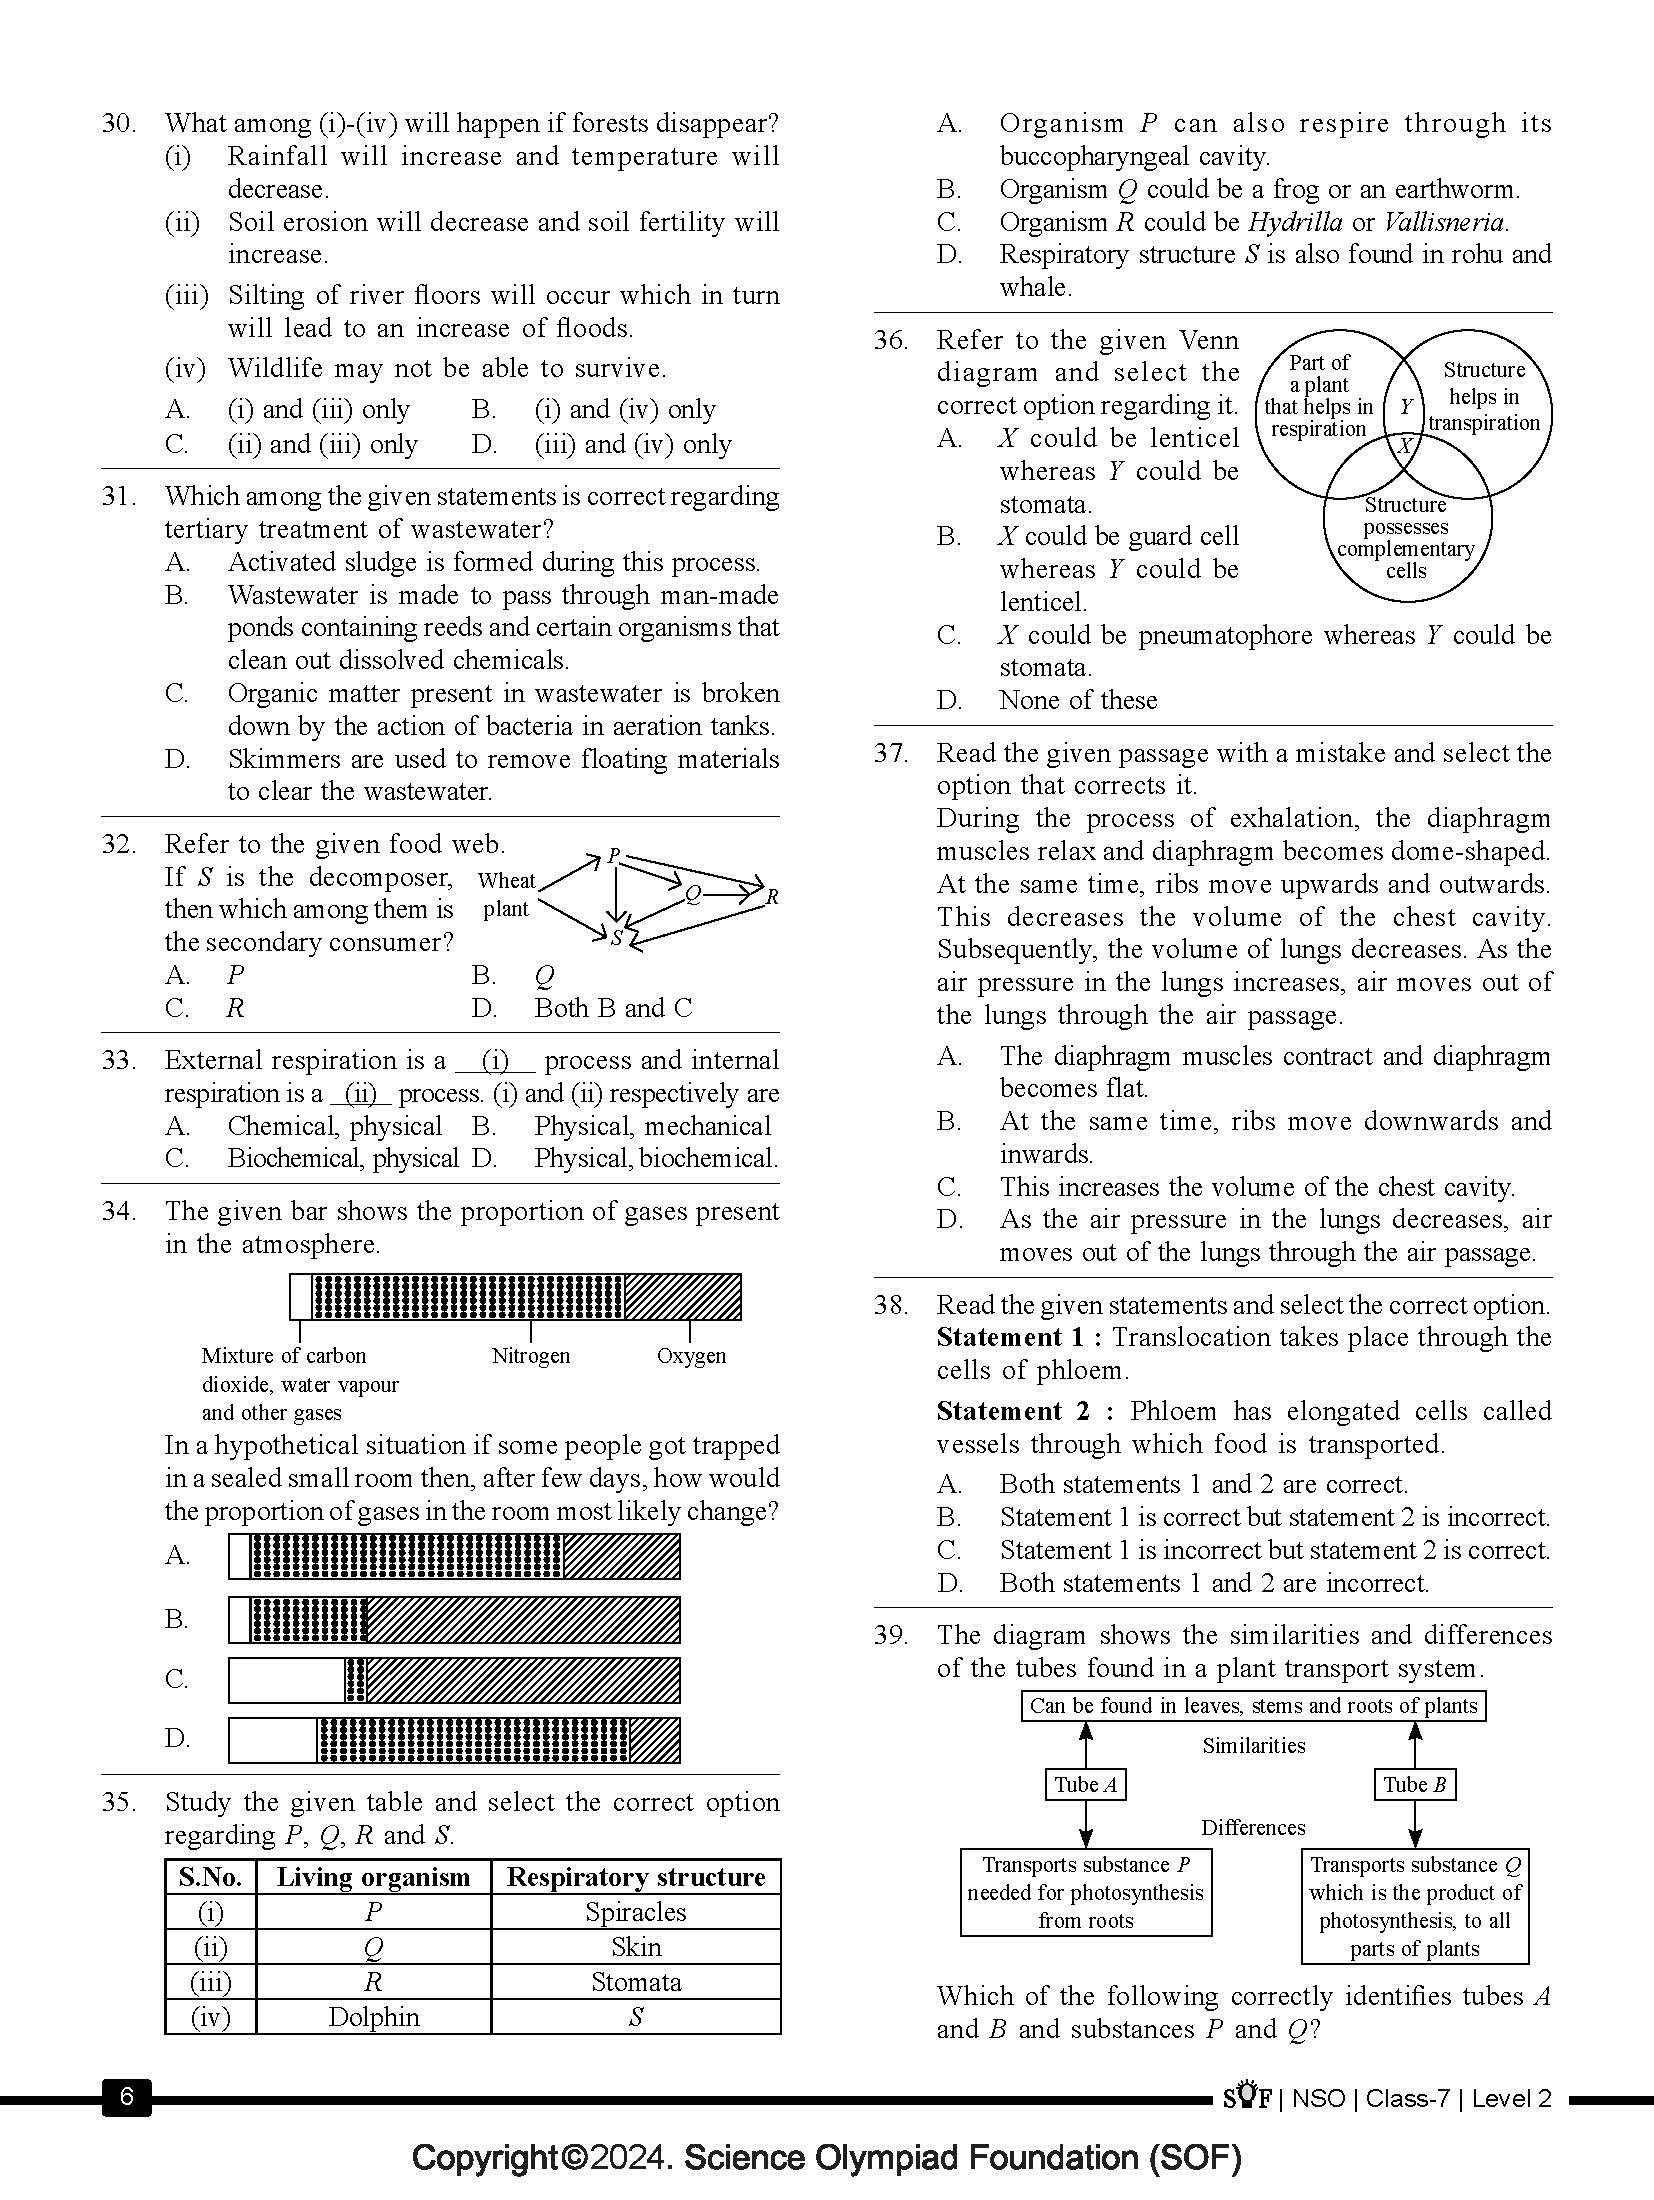 30. What among (i)-(iv) will happen if forests disappear?
(i) Rainfall will increase and temperature will
decrease.
(ii) Soil erosion will decrease and soil fertility will
increase.
(iii) Silting of river floors will occur which in turn
will lead to an increase of floods.
(iv) Wildlife may not be able to survive.
A. (i) and (iii) only B. (i) and (iv) only
C. (ii) and (iii) only D. (iii) and (iv) only
31. Which among the given statements is correct regarding
tertiary treatment of wastewater?
A. Activated sludge is formed during this process.
B. Wastewater is made to pass through man-made
ponds containing reeds and certain organisms that
clean out dissolved chemicals.
C. Organic matter present in wastewater is broken
down by the action of bacteria in aeration tanks.
D. Skimmers are used to remove floating materials
to clear the wastewater.
32. Refer to the given food web.
If S is the decomposer,
then which among them is
the secondary consumer?
Wheat
plant
P
Q
R
S
A. P B. Q
C. R D. Both B and C
33. External respiration is a (i) process and internal
respiration is a (ii) process. (i) and (ii) respectively are
A. Chemical, physical B. Physical, mechanical
C. Biochemical, physical D. Physical, biochemical.
34. The given bar shows the proportion of gases present
in the atmosphere.
Mixture of carbon
dioxide, water vapour
and other gases
Nitrogen
Oxygen
In a hypothetical situation if some people got trapped
in a sealed small room then, after few days, how would
the proportion of gases in the room most likely change?
A.
B.
C.
D.
35. Study the given table and select the correct option
regarding P, Q, R and S.
S.No. Living organism Respiratory structure
(i) P Spiracles
(ii) Q Skin
(iii) R Stomata
(iv) Dolphin S
A. Organism P can also respire through its
buccopharyngeal cavity.
B. Organism Q could be a frog or an earthworm.
C. Organism R could be Hydrilla or Vallisneria.
D. Respiratory structure S is also found in rohu and
whale.
36. Refer to the given Venn
diagram and select the
correct option regarding it.
A. X could be lenticel
whereas Y could be
stomata.
B. X could be guard cell
whereas Y could be
lenticel.
C. X could be pneumatophore whereas Y could be
stomata.
D. None of these
Part of
a plant
that helps in
respiration
Structure
helps in
transpiration
Y
X
Structure
possesses
complementary
cells
37. Read the given passage with a mistake and select the
option that corrects it.
During the process of exhalation, the diaphragm
muscles relax and diaphragm becomes dome-shaped.
At the same time, ribs move upwards and outwards.
This decreases the volume of the chest cavity.
Subsequently, the volume of lungs decreases. As the
air pressure in the lungs increases, air moves out of
the lungs through the air passage.
A. The diaphragm muscles contract and diaphragm
becomes flat.
B. At the same time, ribs move downwards and
inwards.
C. This increases the volume of the chest cavity.
D. As the air pressure in the lungs decreases, air
moves out of the lungs through the air passage.
38. Read the given statements and select the correct option.
Statement 1 : Translocation takes place through the
cells of phloem.
Statement 2 : Phloem has elongated cells called
vessels through which food is transported.
A. Both statements 1 and 2 are correct.
B. Statement 1 is correct but statement 2 is incorrect.
C. Statement 1 is incorrect but statement 2 is correct.
D. Both statements 1 and 2 are incorrect.
39. The diagram shows the similarities and differences
of the tubes found in a plant transport system.
Can be found in leaves, stems and roots of plants
Similarities
Tube A
Tube B
Differences
Transports substance P
needed for photosynthesis
from roots
Transports substance Q
which is the product of
photosynthesis, to all
parts of plants
Which of the following correctly identifies tubes A
and B and substances P and Q?
6
SOF | NSO | Class-7 | Level 2
Copyright©2024. Science Olympiad Foundation (SOF)